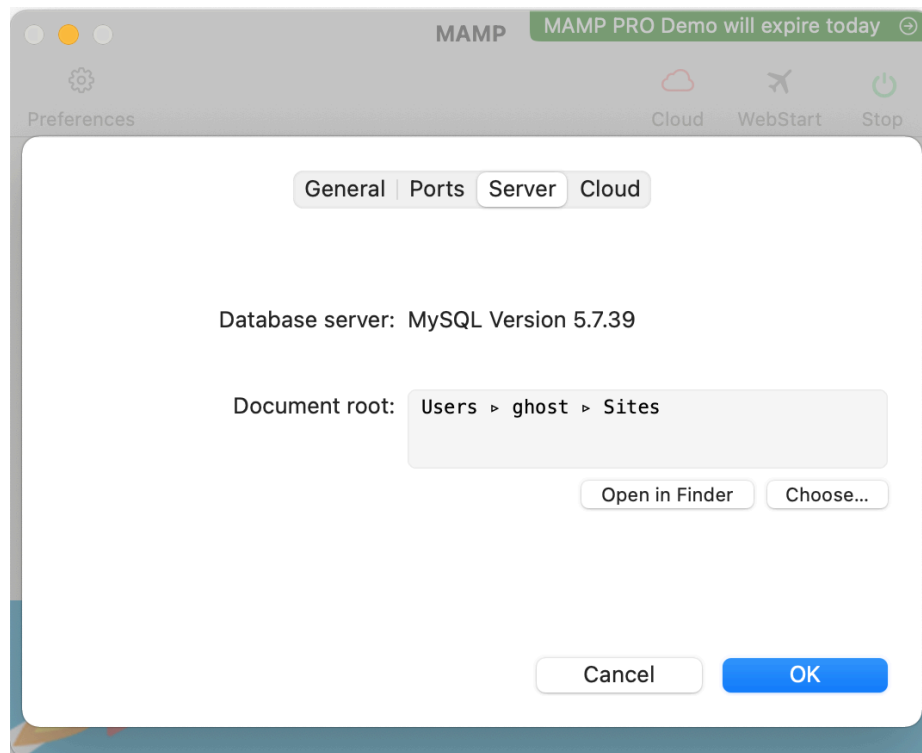 MAMP
MAMP PRO Demo will expire today
Preferences
Cloud
WebStart
Stop
General
Ports
Server
Cloud
Database server: MySQL Version 5.7.39
Document root: Users ▹ ghost ▹ Sites
Open in Finder
Choose...
Cancel
OK